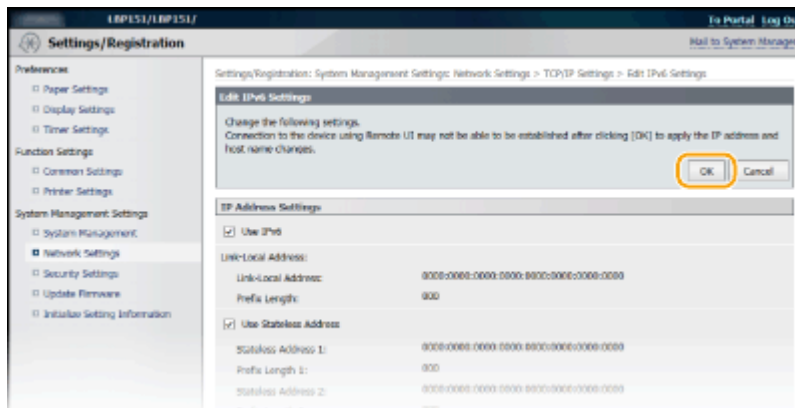 LBP151/LBP151/
To Portal Log Ou
Settings/Registration
Mail to System Manager
Preferences
Paper Settings
Display Settings
Timer Settings
Function Settings
Common Settings
Printer Settings
System Management Settings
System Management
Network Settings
Security Settings
Update Firmware
Initialize Setting Information
Settings/Registration: System Management Settings: Network Settings > TCP/IP Settings > Edit IPv6 Settings
Edit IPv6 Settings
Change the following settings.
Connection to the device using Remote UI may not be able to be established after clicking [OK] to apply the IP address and
host name changes.
OK Cancel
IP Address Settings
Use IPv6
Link-Local Address:
Link-Local Address: 0000:0000:0000:0000:0000:0000:0000:0000
Prefix Length: 000
Use Stateless Address
Stateless Address 1: 0000:0000:0000:0000:0000:0000:0000:0000
Prefix Length 1: 000
Stateless Address 2: 0000:0000:0000:0000:0000:0000:0000:0000